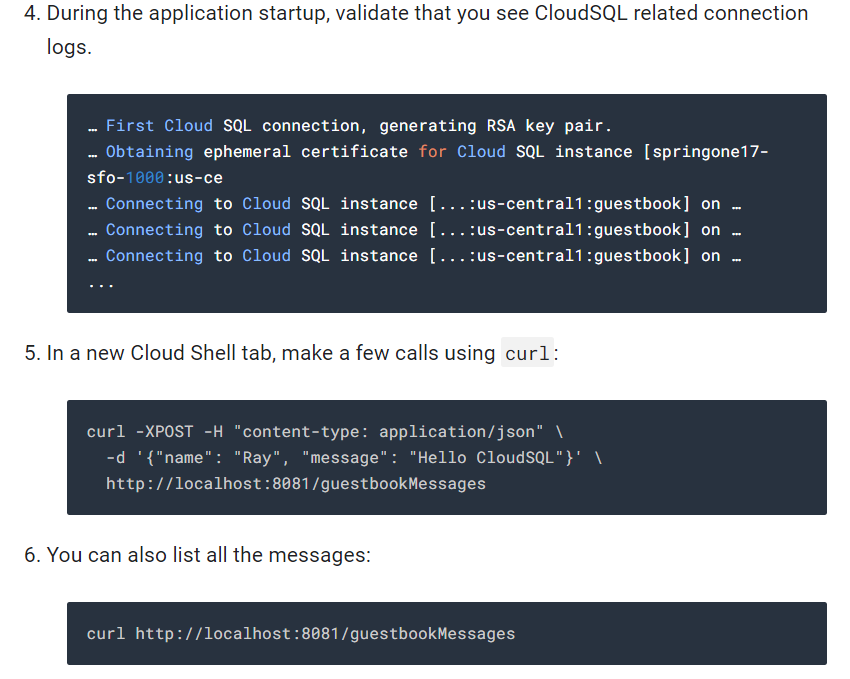 4. During the application startup, validate that you see CloudSQL related connection
logs.
… First Cloud SQL connection, generating RSA key pair.
… Obtaining ephemeral certificate for Cloud SQL instance [springone17-
sfo-1000:us-ce
… Connecting to Cloud SQL instance [...:us-central1:guestbook] on …
… Connecting to Cloud SQL instance [...:us-central1:guestbook] on …
… Connecting to Cloud SQL instance [...:us-central1:guestbook] on …
...
5. In a new Cloud Shell tab, make a few calls using curl:
curl -XPOST -H "content-type: application/json" \
-d '{"name": "Ray", "message": "Hello CloudSQL"}' \
http://localhost:8081/guestbookMessages
6. You can also list all the messages:
curl http://localhost:8081/guestbookMessages